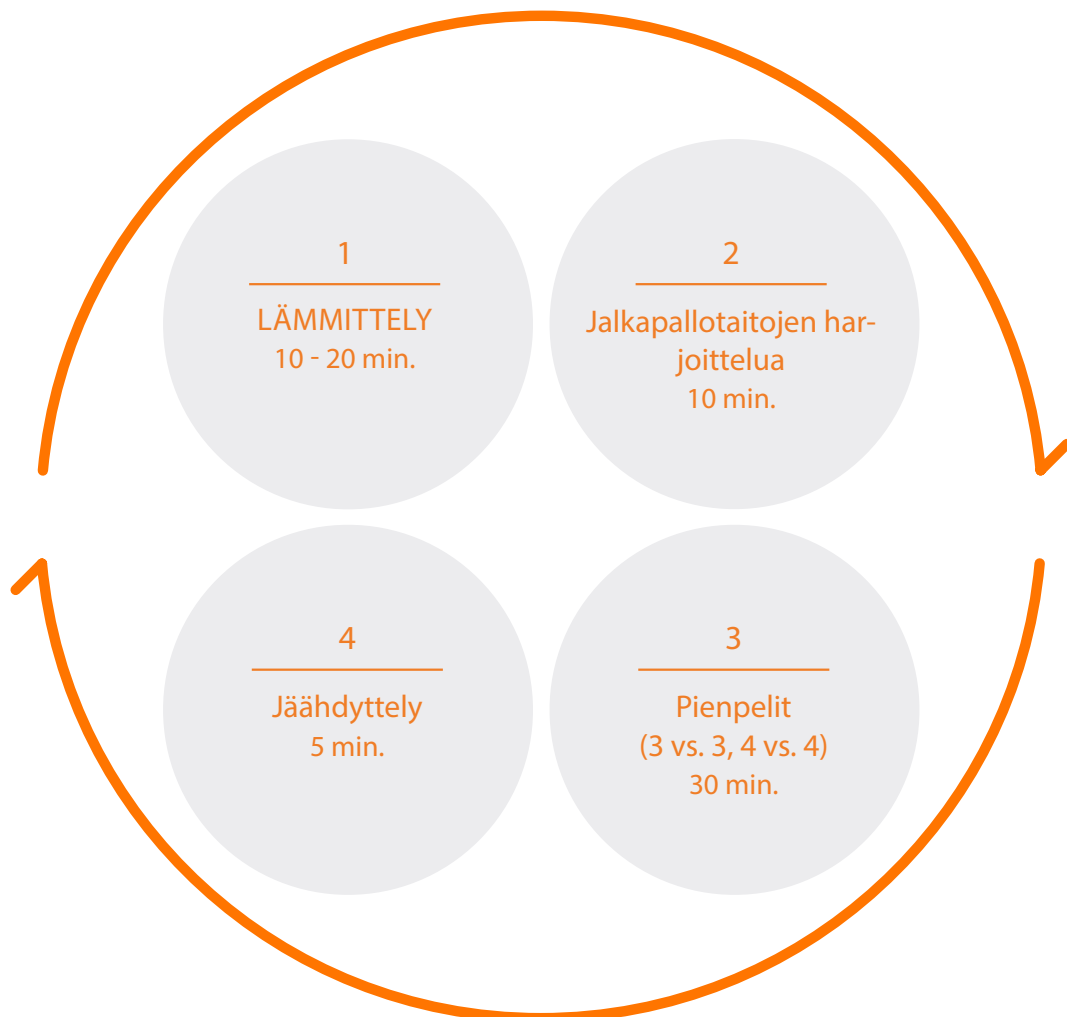 1
LÄMMITTELY
10 - 20 min.
2
Jalkapallotaitojen har-
joittelua
10 min.
3
Pienpelit
(3 vs. 3, 4 vs. 4)
30 min.
4
Jäähdyttely
5 min.